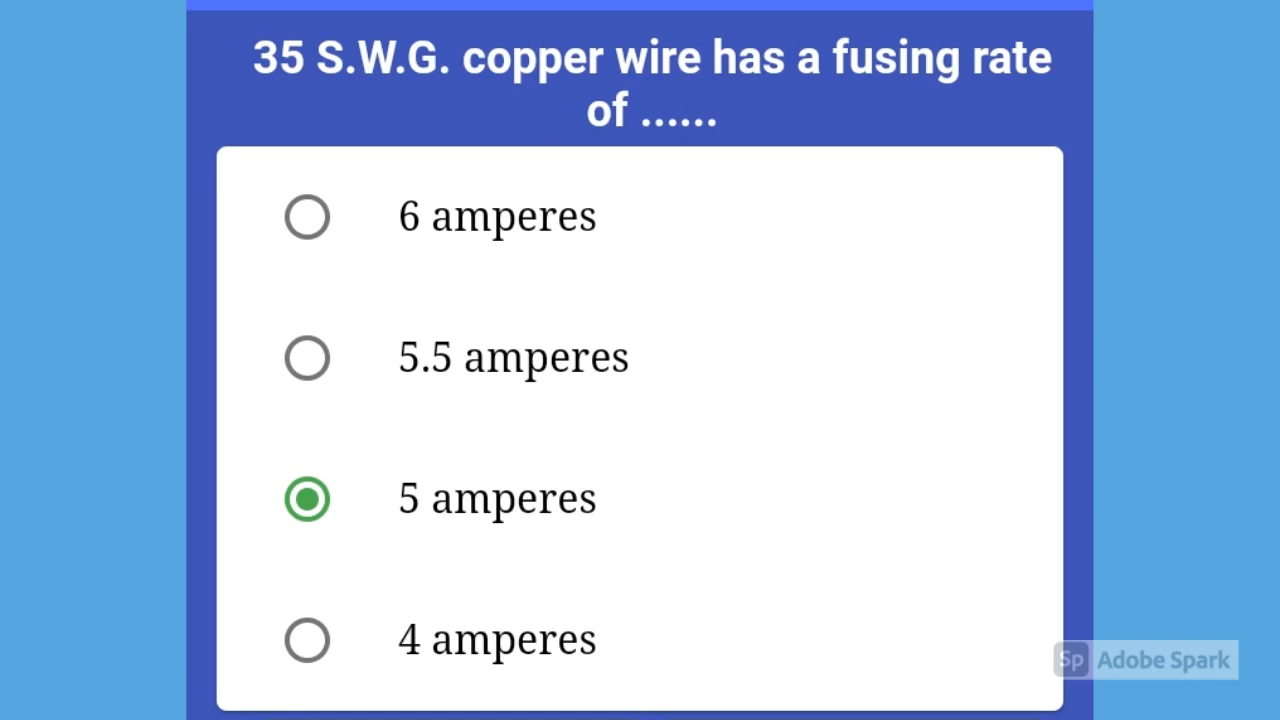 35 S.W.G. copper wire has a fusing rate
of ......
6 amperes
5.5 amperes
5 amperes
4 amperes
Sp Adobe Spark